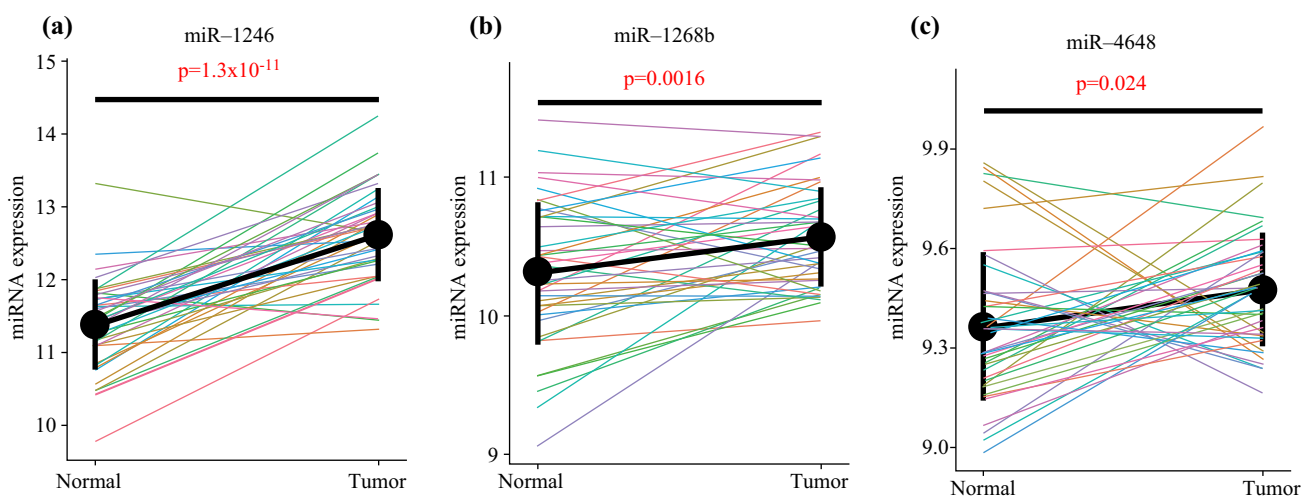 (a)
miR–1246
p=1.3x10-11
miRNA expression
15
14
13
12
11
10
Normal
Tumor
(b)
miR–1268b
p=0.0016
miRNA expression
11
10
9
Normal
Tumor
(c)
miR–4648
p=0.024
miRNA expression
9.9
9.6
9.3
9.0
Normal
Tumor